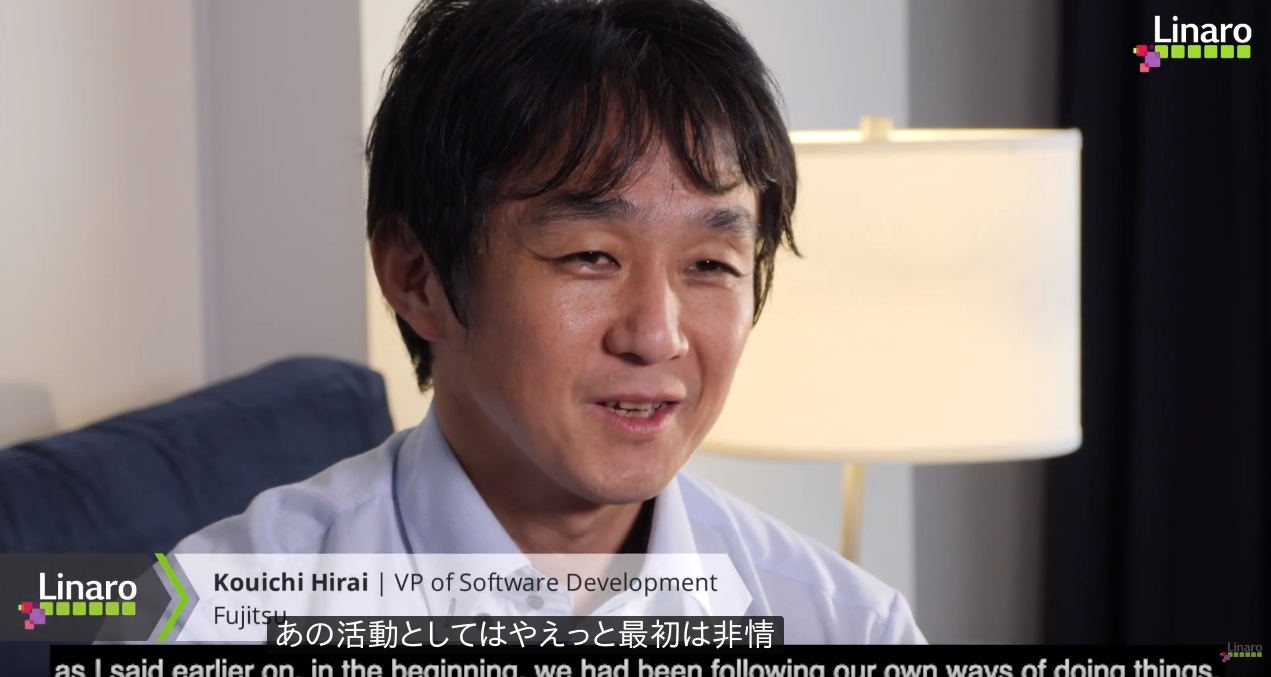 Linaro
Linaro
Kouichi Hirai | VP of Software Development
Fujitsu
あの活動としてはやえっと最初は非情
Linaro
as I said earlier on, in the beginning, we had been following our own ways of doing things.